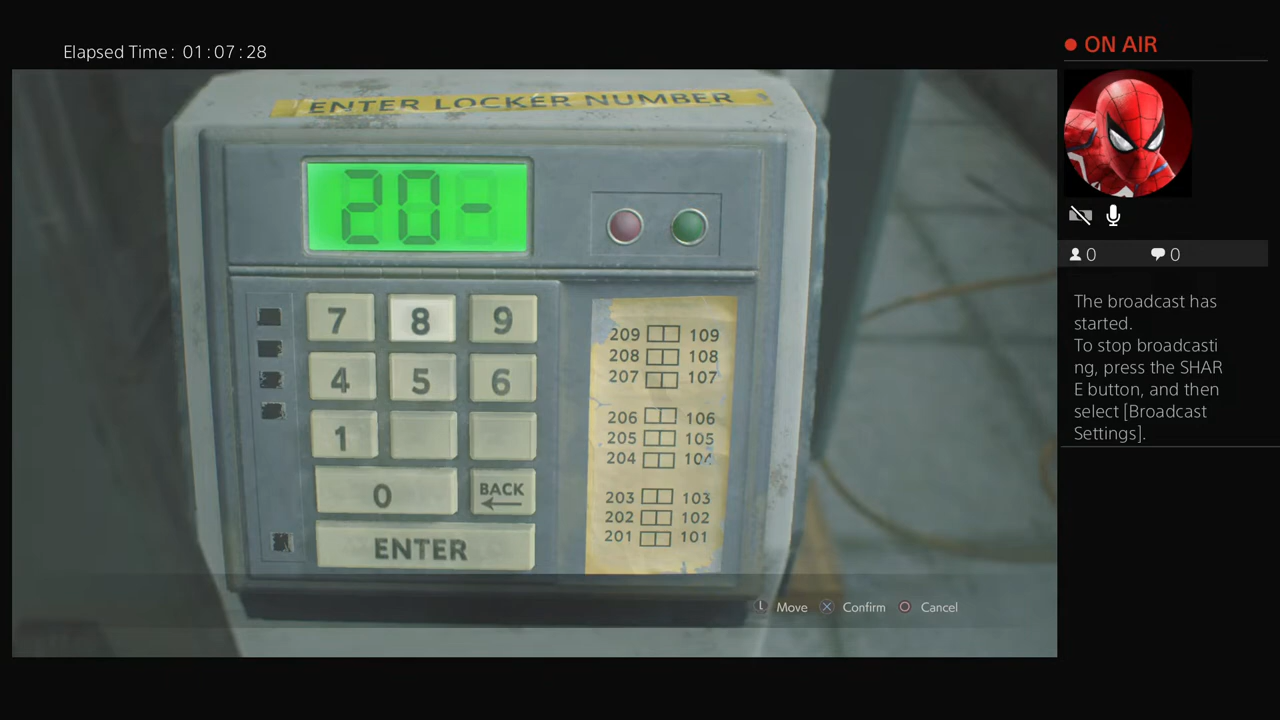 Elapsed Time: 01:07:28
ON AIR
ENTER LOCKER NUMBER
20-
7 8 9
4 5 6
1
0 BACK
ENTER
209 109
208 108
207 107
206 106
205 105
204 104
203 103
202 102
201 101
L Move Confirm Cancel
0 0
The broadcast has
started.
To stop broadcasti
ng, press the SHAR
E button, and then
select [Broadcast
Settings].